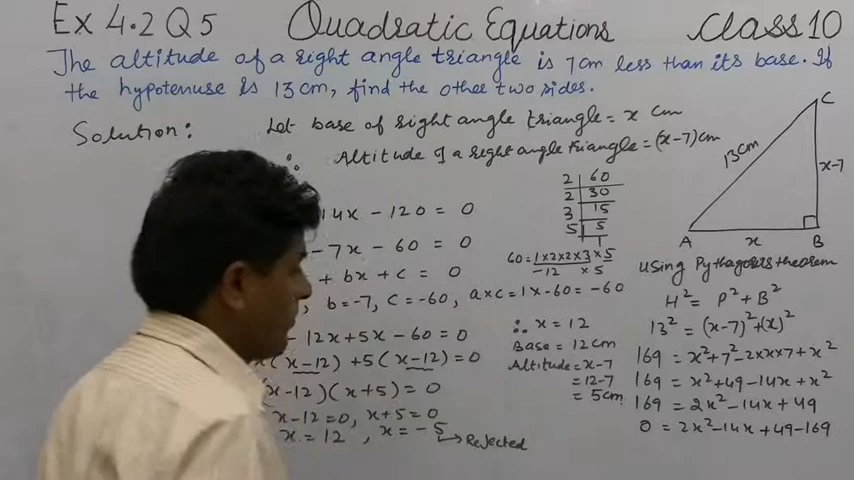 Ex 4.2 Q5 Quadratic Equations Class 10
The altitude of a right angle triangle is 7cm less than its base. If
the hypotenuse is 13 cm, find the other two sides.
Solution: Let base of right angle triangle = x cm
∴ Altitude of a right angle triangle = (x-7)cm
14x - 120 = 0
- 7x - 60 = 0
+ bx + c = 0
b = -7, c = -60, a×c = 1×-60 = -60
- 12x + 5x - 60 = 0
x(x-12) + 5(x-12) = 0
x-12)(x+5) = 0
x-12 = 0, x+5 = 0
x = 12 , x = -5 → Rejected
2 | 60
2 | 30
3 | 15
5 | 5
1
60 = 1×2×2×3×5
-12 × 5
∴ x = 12
Base = 12cm
Altitude = x-7
= 12-7
= 5cm
C
13cm
x-7
A x B
using Pythagoras theorem
H² = P² + B²
13² = (x-7)² + (x)²
169 = x² + 7² - 2×x×7 + x²
169 = x² + 49 - 14x + x²
169 = 2x² - 14x + 49
0 = 2x² - 14x + 49 - 169